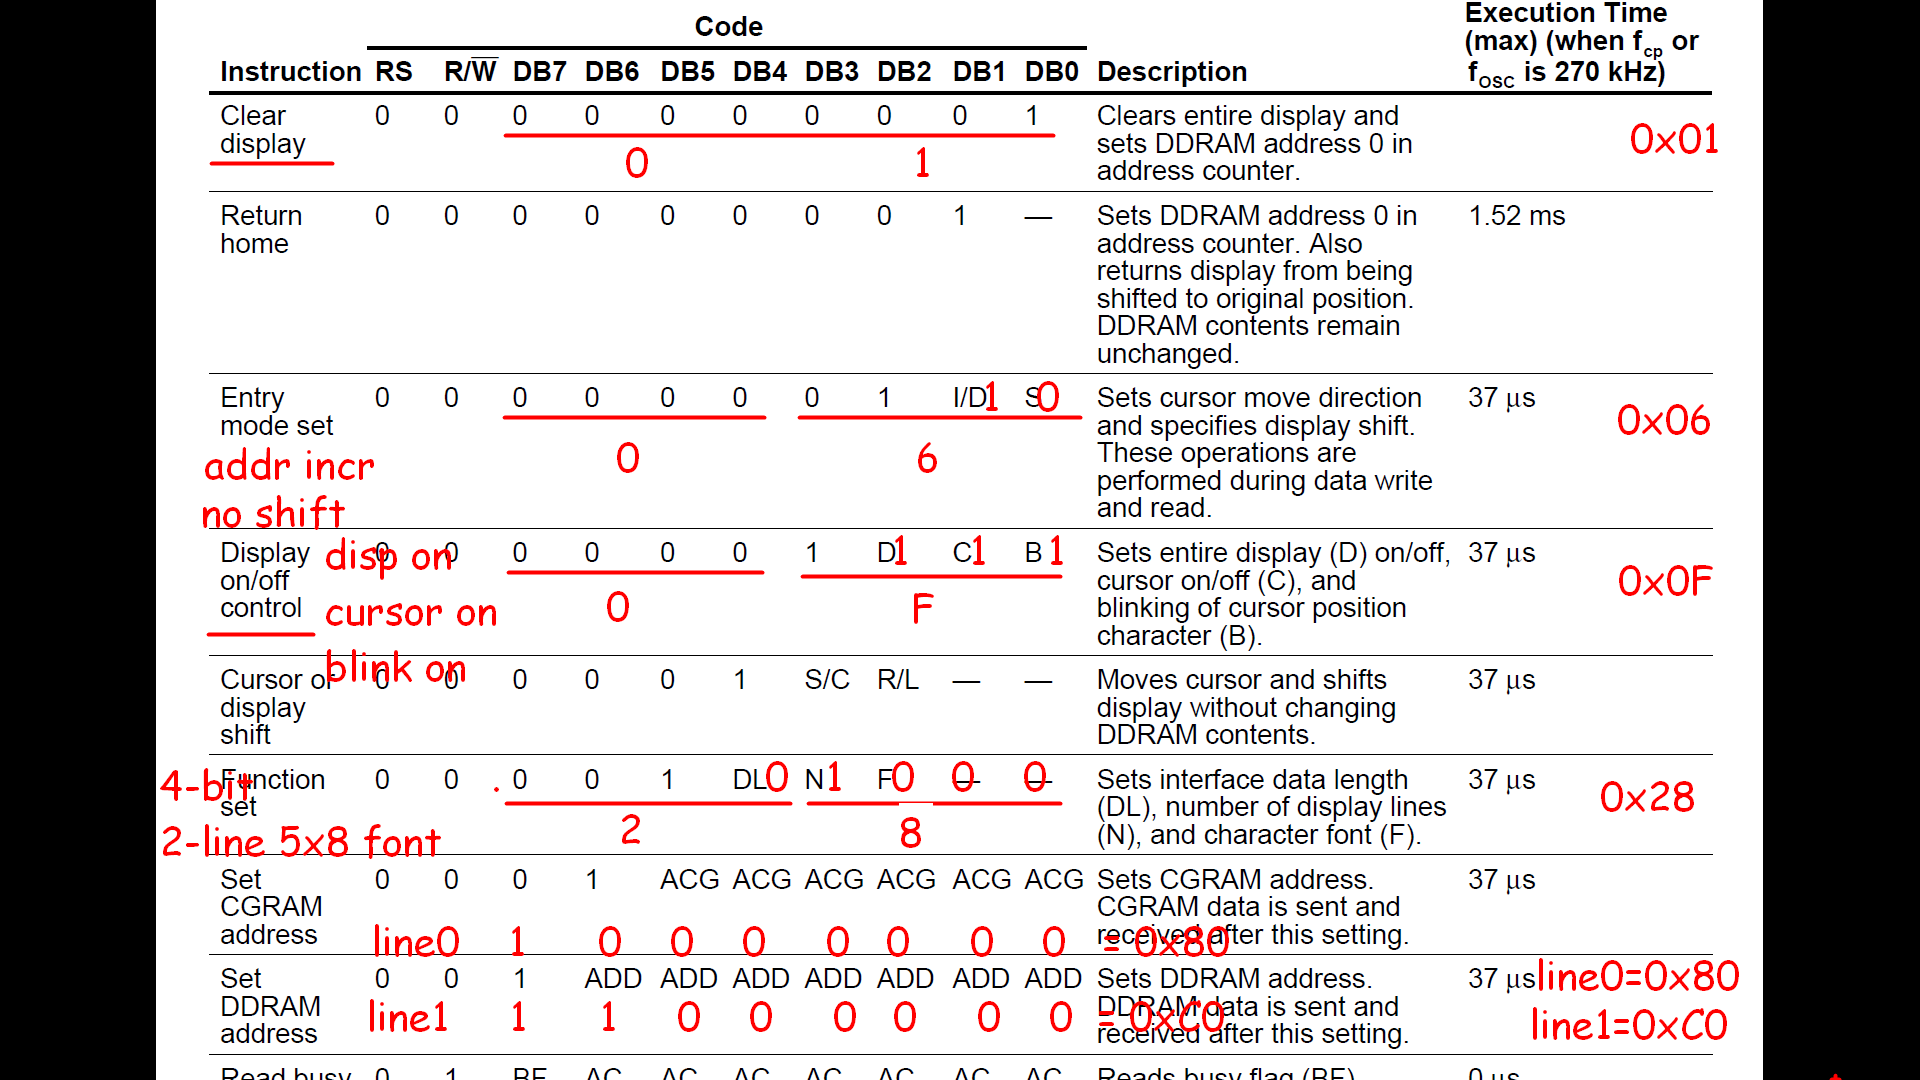 Code
Execution Time
(max) (when fcp or
Instruction RS R/W DB7 DB6 DB5 DB4 DB3 DB2 DB1 DB0 Description fOSC is 270 kHz)
Clear 0 0 0 0 0 0 0 0 0 1 Clears entire display and
display sets DDRAM address 0 in 0x01
0 1 address counter.
Return 0 0 0 0 0 0 0 0 1 — Sets DDRAM address 0 in 1.52 ms
home address counter. Also
returns display from being
shifted to original position.
DDRAM contents remain
unchanged.
Entry 0 0 0 0 0 0 0 1 I/D 1 S 0 Sets cursor move direction 37 μs
mode set and specifies display shift. 0x06
addr incr 0 6 These operations are
performed during data write
no shift and read.
Display disp on 0 0 0 0 0 0 1 D 1 C 1 B 1 Sets entire display (D) on/off, 37 μs
on/off cursor on/off (C), and 0x0F
control cursor on 0 F blinking of cursor position
character (B).
blink on
Cursor or 0 0 0 0 0 1 S/C R/L — — Moves cursor and shifts 37 μs
display display without changing
shift DDRAM contents.
4-bit Function 0 0 0 0 1 DL 0 N 1 F 0 — 0 — 0 Sets interface data length 37 μs
set (DL), number of display lines 0x28
2-line 5x8 font 2 8 (N), and character font (F).
Set 0 0 0 1 ACG ACG ACG ACG ACG ACG Sets CGRAM address. 37 μs
CGRAM CGRAM data is sent and
address received after this setting.
line0 1 0 0 0 0 0 0 0 = 0x80
Set 0 0 1 ADD ADD ADD ADD ADD ADD ADD Sets DDRAM address. 37 μs line0=0x80
DDRAM DDRAM data is sent and
address received after this setting.
line1 1 1 0 0 0 0 0 0 = 0xC0 line1=0xC0
Read busy 0 1 BF AC AC AC AC AC AC AC Reads busy flag (BF) 0 μs